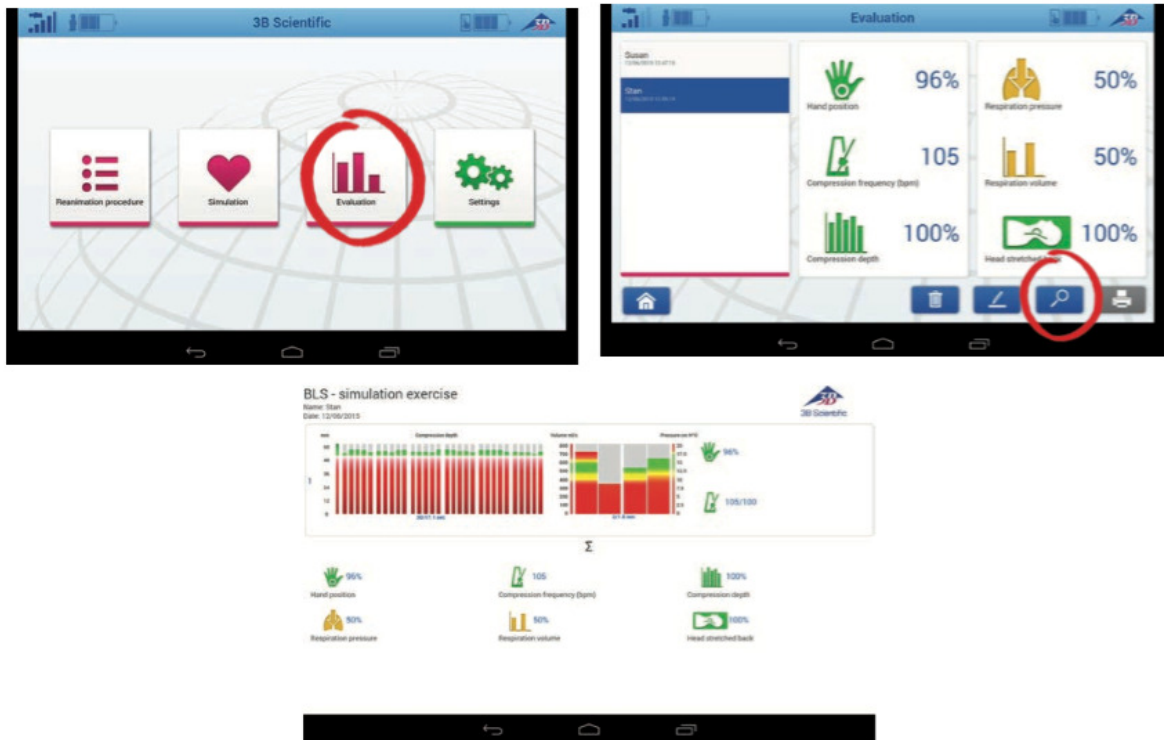 3B Scientific
Reanimation procedure
Simulation
Evaluation
Settings
Evaluation
Susan
Stan
96%
Hand position
105
Compression frequency (bpm)
100%
Compression depth
50%
Respiration pressure
50%
Respiration volume
100%
Head stretched back
BLS - simulation exercise
Name: Stan
Date: 12/06/2015
3B Scientific
mm
Compression depth
Volume ml/s
96%
105/100
Σ
96%
Hand position
105
Compression frequency (bpm)
100%
Compression depth
50%
Respiration pressure
50%
Respiration volume
100%
Head stretched back